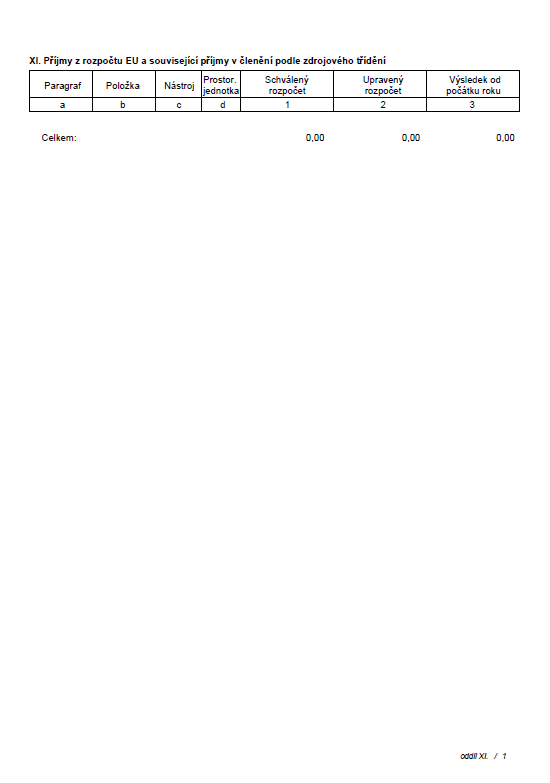 XI. Příjmy z rozpočtu EU a související příjmy v členění podle zdrojového třídění
Paragraf Položka Nástroj Prostor. jednotka Schválený rozpočet Upravený rozpočet Výsledek od počátku roku
a b c d 1 2 3
Celkem: 0,00 0,00 0,00
oddíl XI. / 1